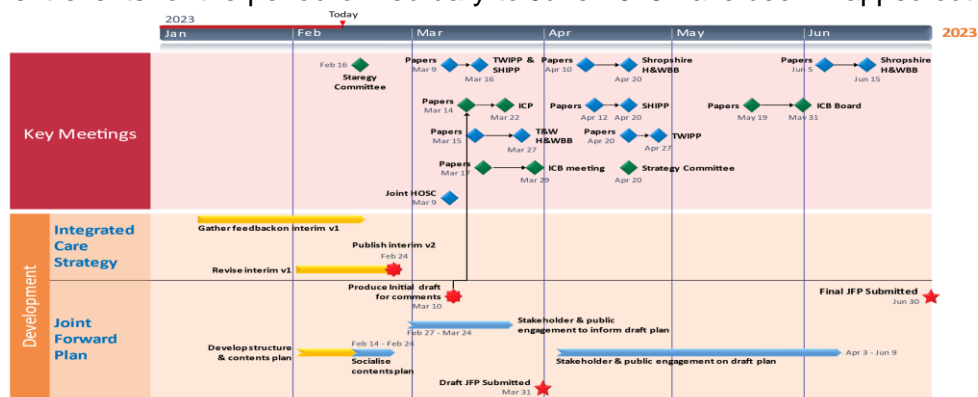 Today
2023
Jan Feb Mar Apr May Jun 2023
Key Meetings
Feb 16
Staregy
Committee
Papers
Mar 9
TWIPP &
SHIPP
Mar 16
Papers
Apr 10
Shropshire
H&WBB
Apr 20
Papers
Jun 5
Shropshire
H&WBB
Jun 15
Papers
Mar 14
ICP
Mar 22
Papers
Apr 12
SHIPP
Apr 20
Papers
May 19
ICB Board
May 31
Papers
Mar 15
T&W
H&WBB
Mar 27
Papers
Apr 20
TWIPP
Apr 27
Papers
Mar 17
ICB meeting
Mar 29
Strategy Committee
Apr 20
Joint HOSC
Mar 9
Development
Integrated
Care
Strategy
Gather feedbackon interim v1
Publish interim v2
Feb 24
Revise interim v1
Joint
Forward
Plan
Produce Initial draft
for comments
Mar 10
Final JFP Submitted
Jun 30
Stakeholder & public
engagement to inform draft plan
Feb 27 - Mar 24
Develop structure
& contents plan
Feb 14 - Feb 24
Socialise
contentsplan
Stakeholder & public engagement on draft plan
Apr 3 - Jun 9
Draft JFP Submitted
Mar 31